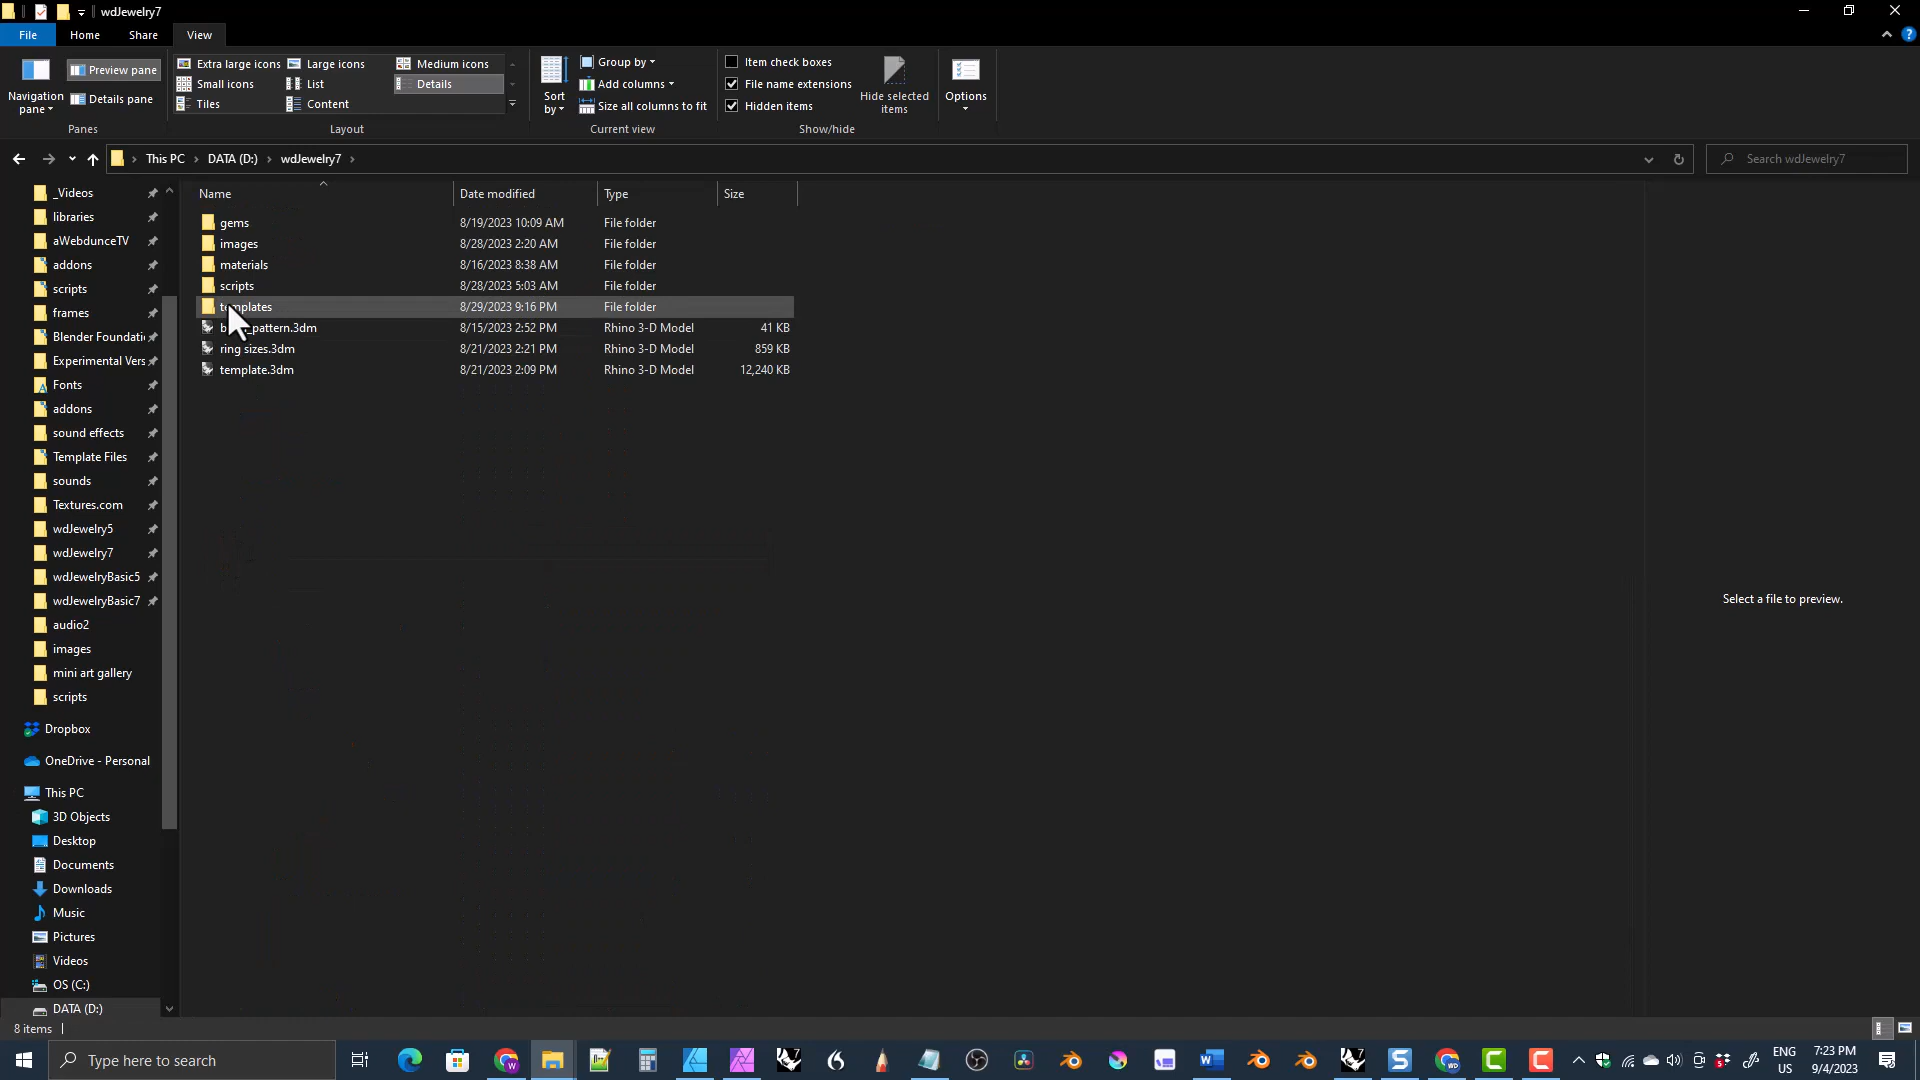 wdJewelry7
File Home Share View
Navigation pane
Preview pane
Details pane
Panes
Extra large icons Large icons Medium icons
Small icons List Details
Tiles Content
Layout
Sort by
Group by
Add columns
Size all columns to fit
Current view
Item check boxes
File name extensions
Hidden items
Hide selected items
Show/hide
Options
This PC DATA (D:) wdJewelry7
Search wdJewelry7
Name Date modified Type Size
gems 8/19/2023 10:09 AM File folder
images 8/28/2023 2:20 AM File folder
materials 8/16/2023 8:38 AM File folder
scripts 8/28/2023 5:03 AM File folder
templates 8/29/2023 9:16 PM File folder
_pattern.3dm 8/15/2023 2:52 PM Rhino 3-D Model 41 KB
ring sizes.3dm 8/21/2023 2:21 PM Rhino 3-D Model 859 KB
template.3dm 8/21/2023 2:09 PM Rhino 3-D Model 12,240 KB
_Videos
libraries
aWebdunceTV
addons
scripts
frames
Blender Foundati
Experimental Vers
Fonts
addons
sound effects
Template Files
sounds
Textures.com
wdJewelry5
wdJewelry7
wdJewelryBasic5
wdJewelryBasic7
audio2
images
mini art gallery
scripts
Dropbox
OneDrive - Personal
This PC
3D Objects
Desktop
Documents
Downloads
Music
Pictures
Videos
OS (C:)
DATA (D:)
Select a file to preview.
8 items
Type here to search
ENG
US
7:23 PM
9/4/2023